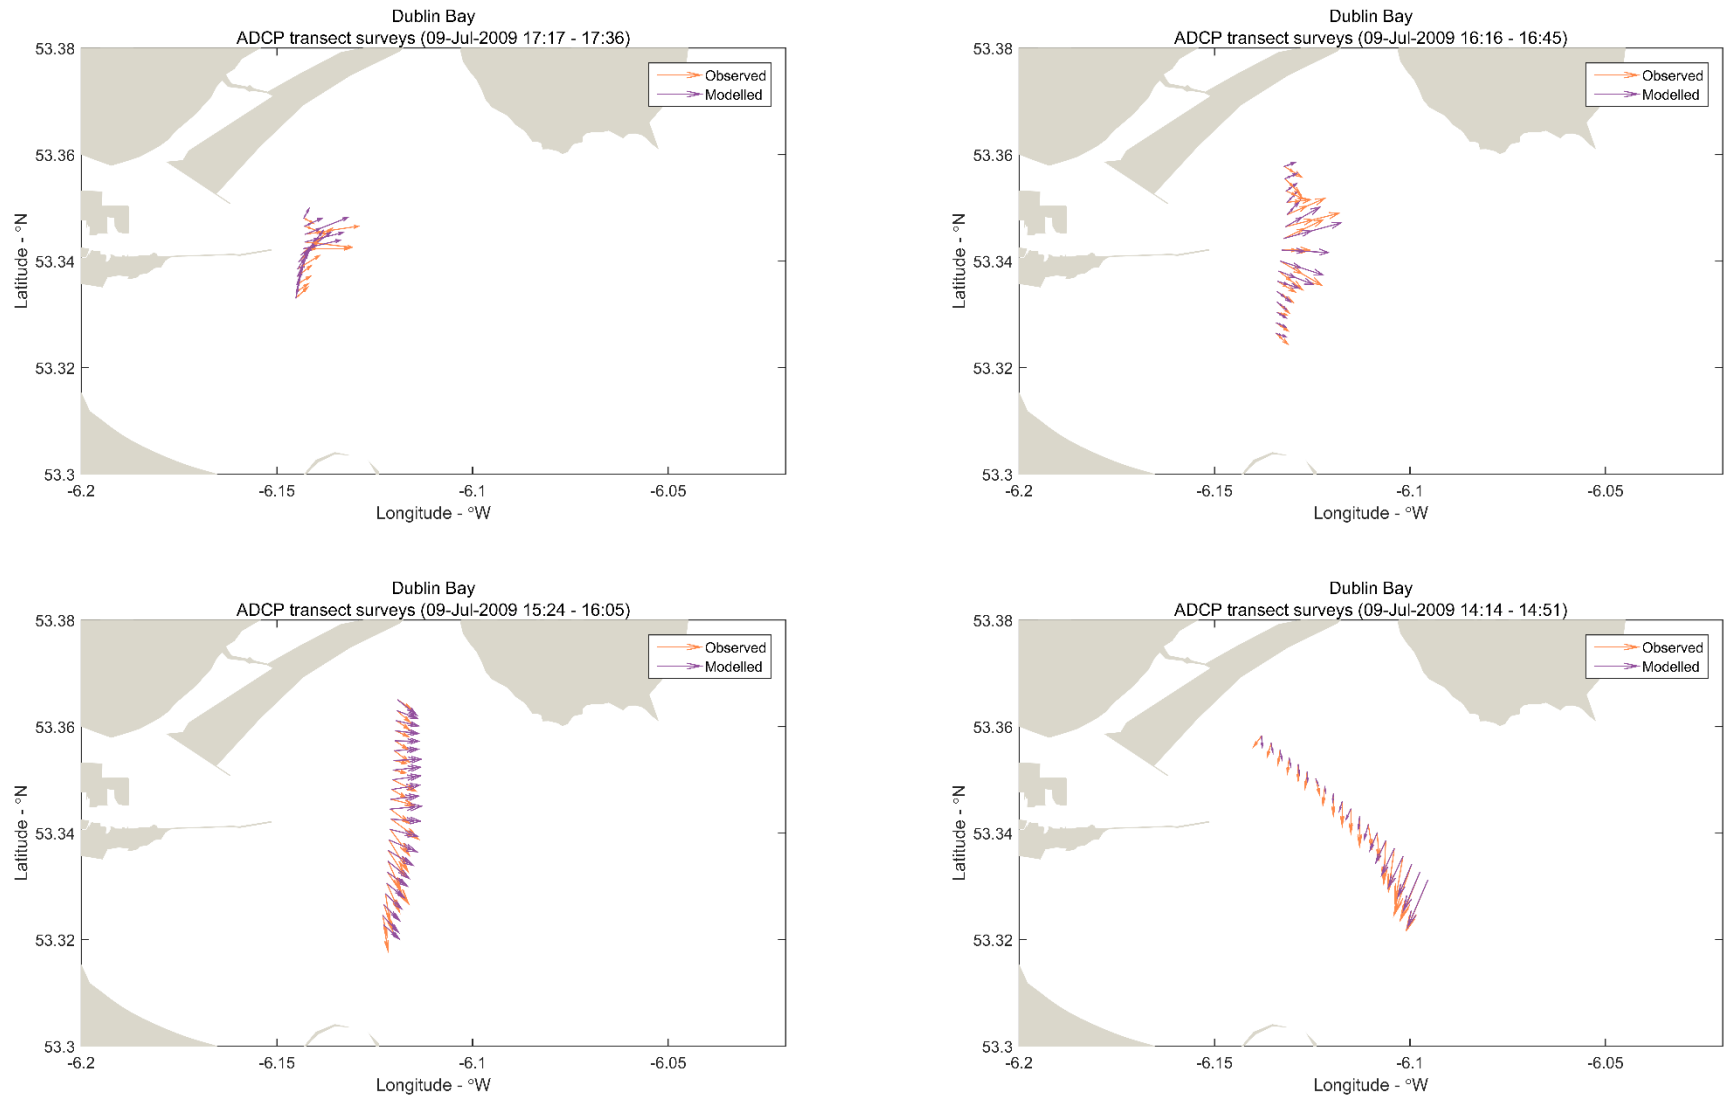 Dublin Bay
ADCP transect surveys (09-Jul-2009 17:17 - 17:36)
53.38
53.36
53.34
53.32
53.3
Latitude - °N
Observed
Modelled
-6.2
-6.15
-6.1
-6.05
Longitude - °W
Dublin Bay
ADCP transect surveys (09-Jul-2009 16:16 - 16:45)
53.38
53.36
53.34
53.32
53.3
Latitude - °N
Observed
Modelled
-6.2
-6.15
-6.1
-6.05
Longitude - °W
Dublin Bay
ADCP transect surveys (09-Jul-2009 15:24 - 16:05)
53.38
53.36
53.34
53.32
53.3
Latitude - °N
Observed
Modelled
-6.2
-6.15
-6.1
-6.05
Longitude - °W
Dublin Bay
ADCP transect surveys (09-Jul-2009 14:14 - 14:51)
53.38
53.36
53.34
53.32
53.3
Latitude - °N
Observed
Modelled
-6.2
-6.15
-6.1
-6.05
Longitude - °W